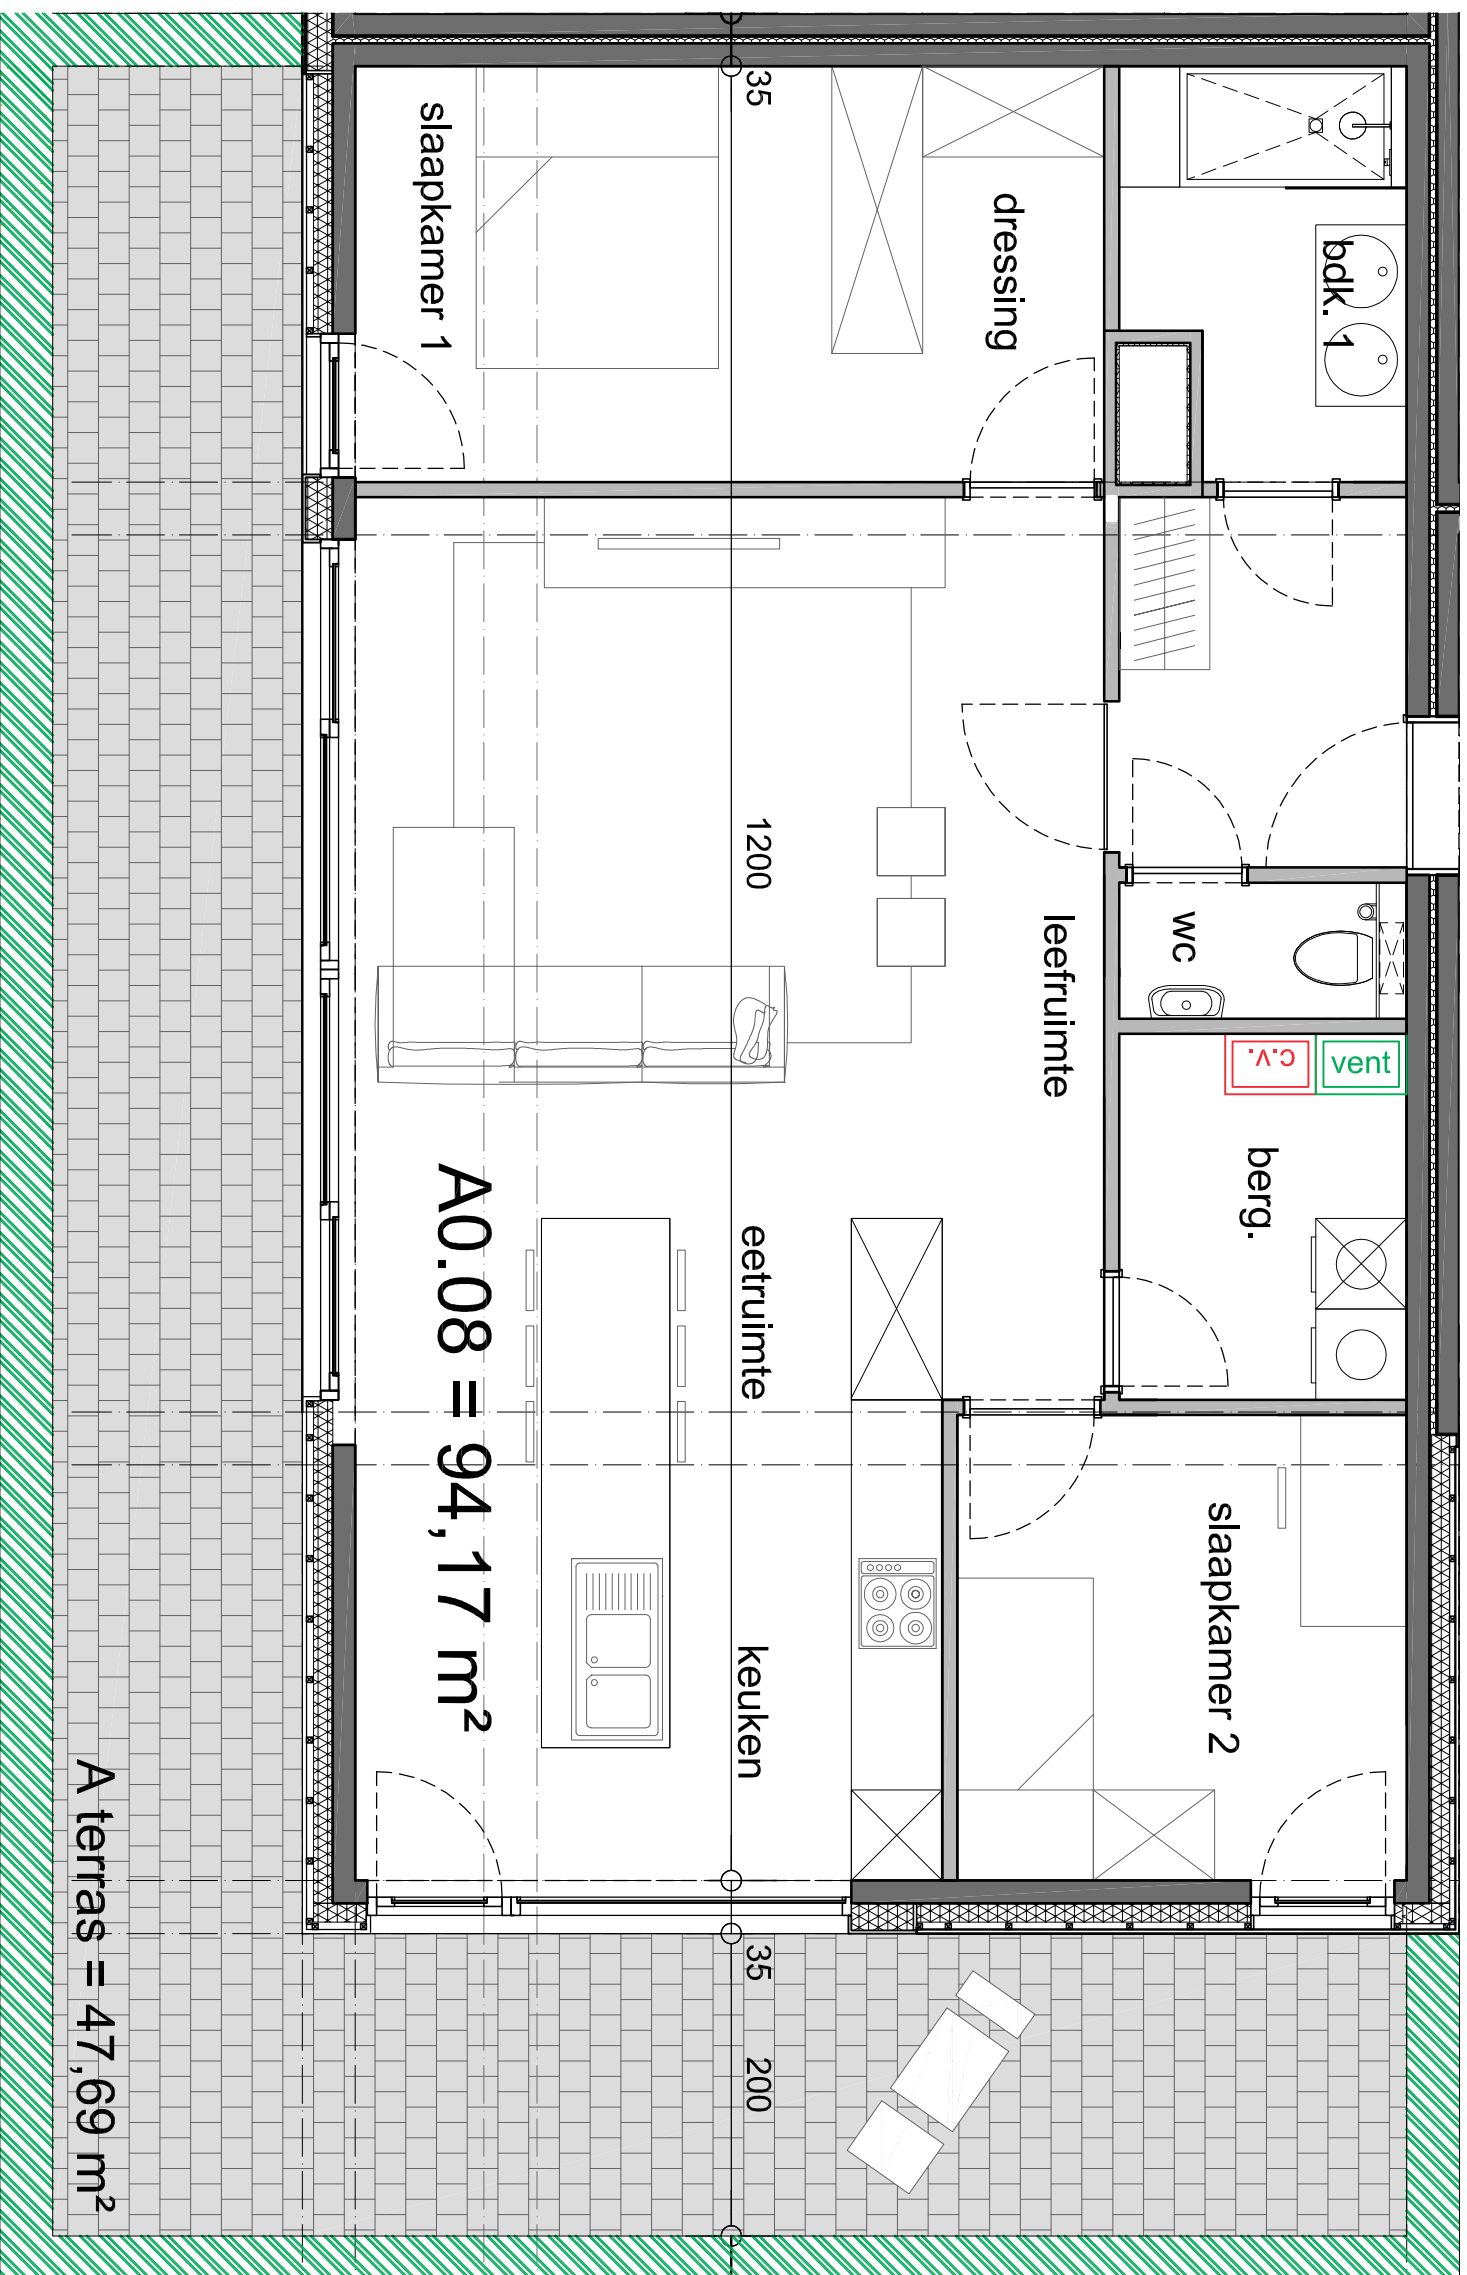 35
bdk. 1
dressing
slaapkamer 1
1200
wc
leefruimte
c.v.
vent
berg.
eetruimte
A0.08 = 94,17 m²
slaapkamer 2
keuken
A terras = 47,69 m²
35
200